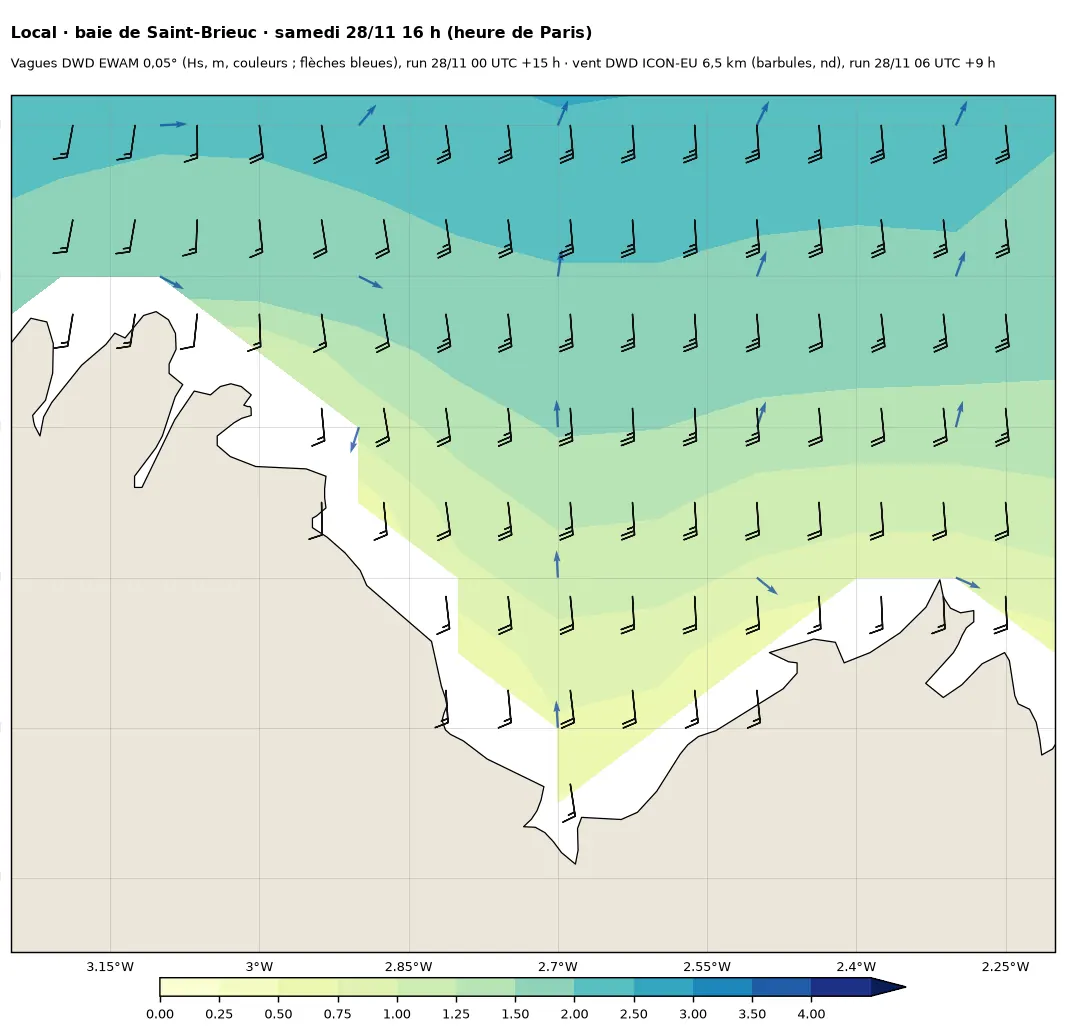 Local · baie de Saint-Brieuc · samedi 28/11 16 h (heure de Paris)
Vagues DWD EWAM 0,05° (Hs, m, couleurs ; flèches bleues), run 28/11 00 UTC +15 h · vent DWD ICON-EU 6,5 km (barbules, nd), run 28/11 06 UTC +9 h
3.15°W 3°W 2.85°W 2.7°W 2.55°W 2.4°W 2.25°W
0.00 0.25 0.50 0.75 1.00 1.25 1.50 2.00 2.50 3.00 3.50 4.00